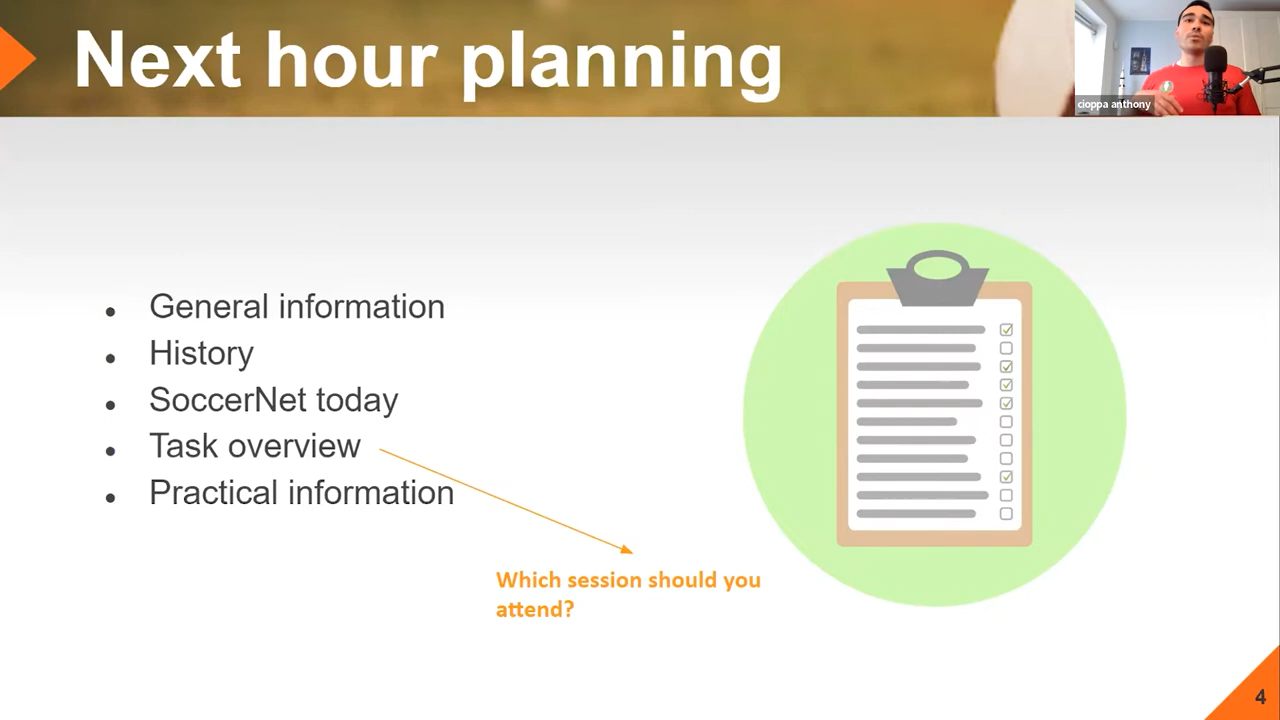 Next hour planning
cioppa anthony
General information
History
SoccerNet today
Task overview
Practical information
Which session should you
attend?
4